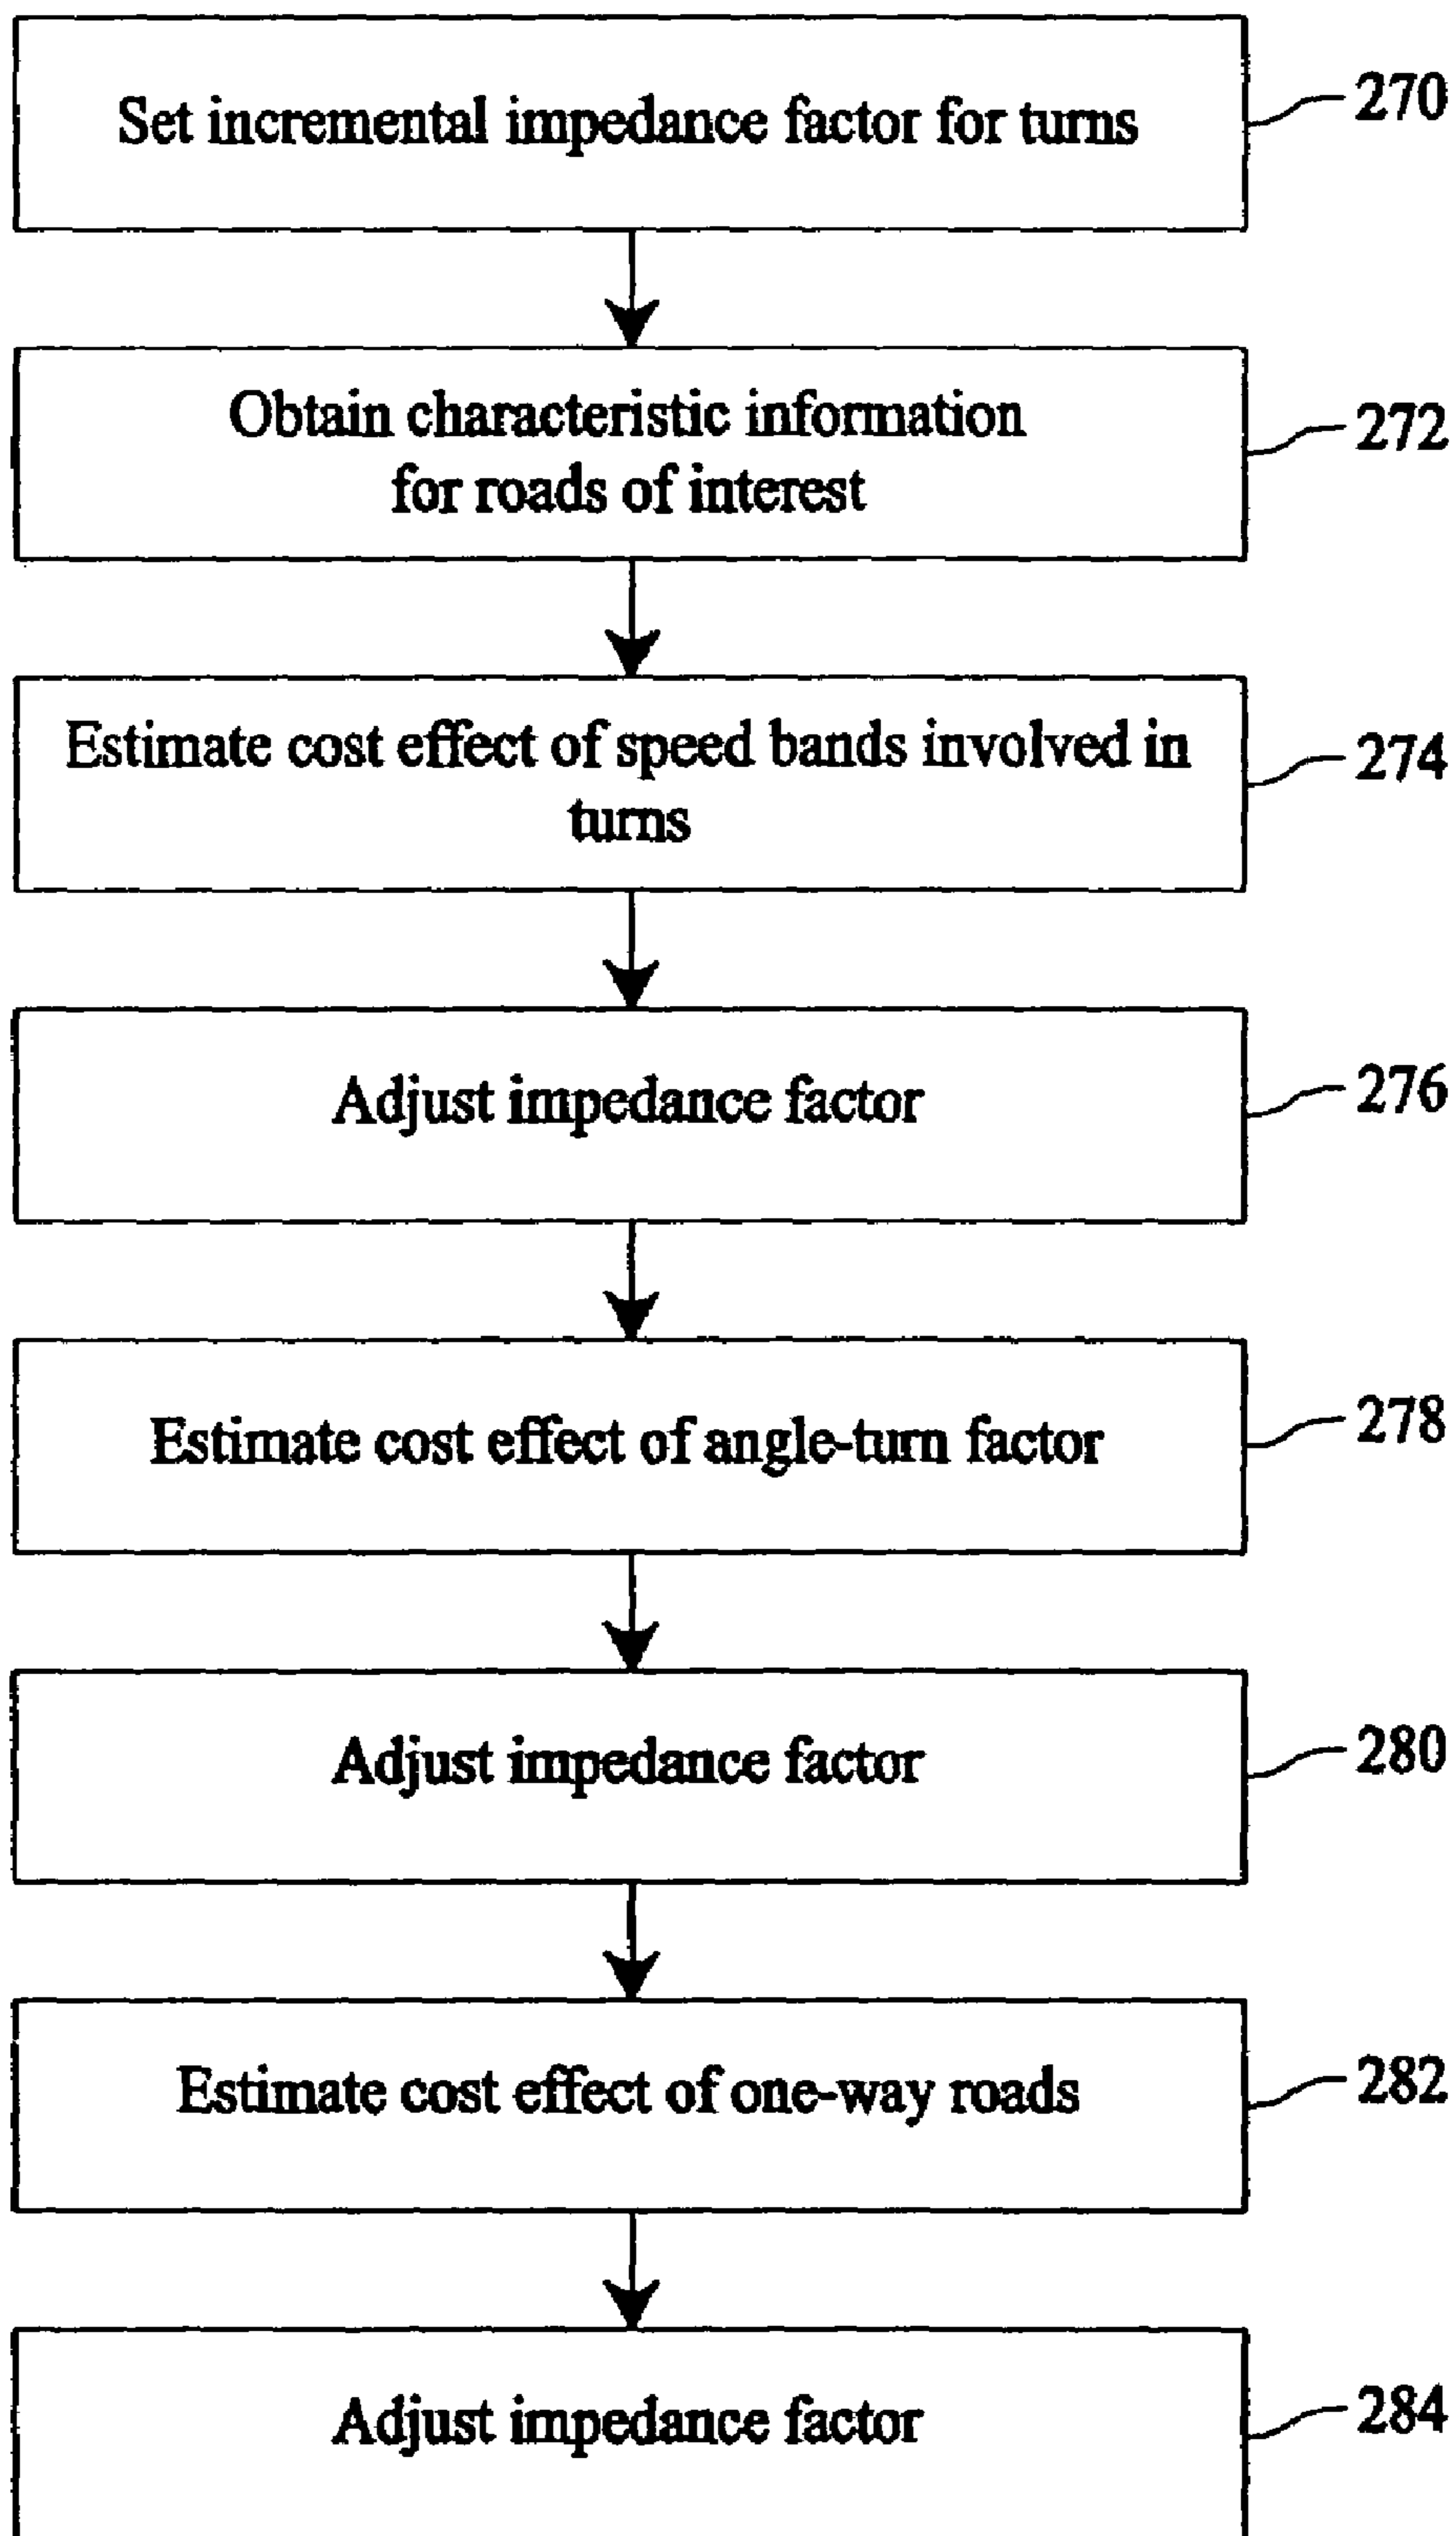 Set incremental impedance factor for turns
270
Obtain characteristic information
for roads of interest
272
Estimate cost effect of speed bands involved in
turns
274
Adjust impedance factor
276
Estimate cost effect of angle-turn factor
278
Adjust impedance factor
280
Estimate cost effect of one-way roads
282
Adjust impedance factor
284